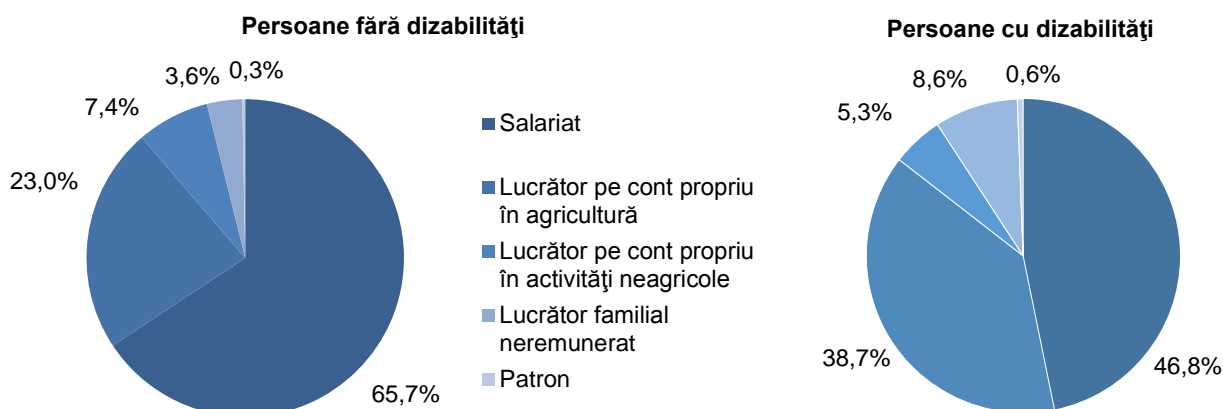 Persoane fără dizabilităţi
3,6%
0,3%
7,4%
23,0%
65,7%
Salariat
Lucrător pe cont propriu
în agricultură
Lucrător pe cont propriu
în activităţi neagricole
Lucrător familial
neremunerat
Patron
Persoane cu dizabilităţi
8,6%
0,6%
5,3%
38,7%
46,8%